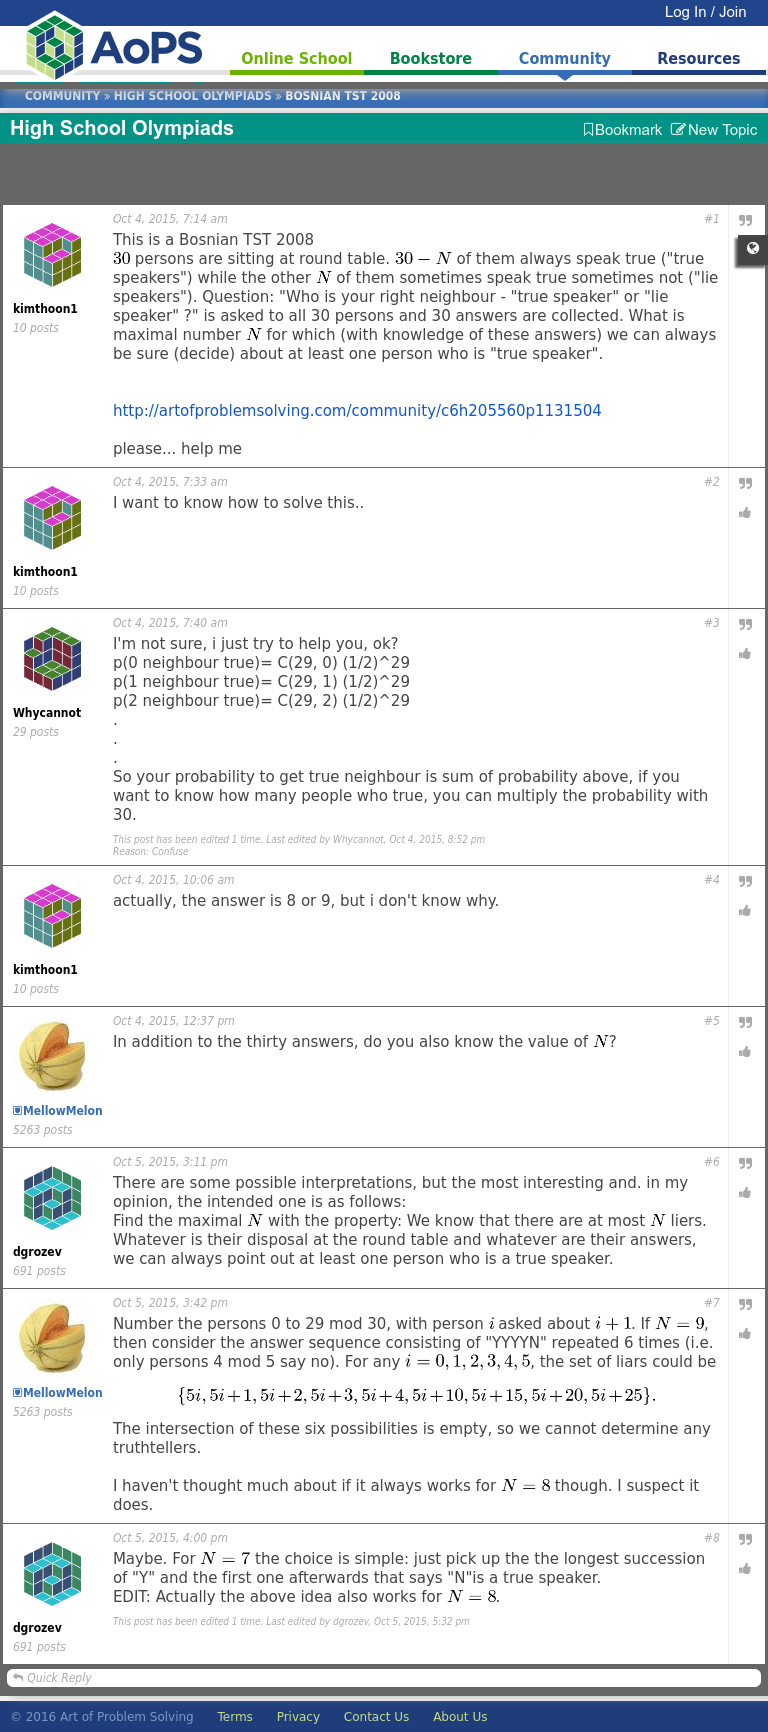 Log In / Join
AoPS
Online School
Bookstore
Community
Resources
COMMUNITY » HIGH SCHOOL OLYMPIADS » BOSNIAN TST 2008
High School Olympiads
Bookmark
New Topic
Oct 4, 2015, 7:14 am
#1
This is a Bosnian TST 2008
30 persons are sitting at round table. 30 − N of them always speak true ("true
speakers") while the other N of them sometimes speak true sometimes not ("lie
speakers"). Question: "Who is your right neighbour - "true speaker" or "lie
speaker" ?" is asked to all 30 persons and 30 answers are collected. What is
maximal number N for which (with knowledge of these answers) we can always
be sure (decide) about at least one person who is "true speaker".
http://artofproblemsolving.com/community/c6h205560p1131504
please... help me
kimthoon1
10 posts
Oct 4, 2015, 7:33 am
#2
I want to know how to solve this..
kimthoon1
10 posts
Oct 4, 2015, 7:40 am
#3
I'm not sure, i just try to help you, ok?
p(0 neighbour true)= C(29, 0) (1/2)^29
p(1 neighbour true)= C(29, 1) (1/2)^29
p(2 neighbour true)= C(29, 2) (1/2)^29
.
.
.
So your probability to get true neighbour is sum of probability above, if you
want to know how many people who true, you can multiply the probability with
30.
This post has been edited 1 time. Last edited by Whycannot, Oct 4, 2015, 8:52 pm
Reason: Confuse
Whycannot
29 posts
Oct 4, 2015, 10:06 am
#4
actually, the answer is 8 or 9, but i don't know why.
kimthoon1
10 posts
Oct 4, 2015, 12:37 pm
#5
In addition to the thirty answers, do you also know the value of N?
MellowMelon
5263 posts
Oct 5, 2015, 3:11 pm
#6
There are some possible interpretations, but the most interesting and. in my
opinion, the intended one is as follows:
Find the maximal N with the property: We know that there are at most N liers.
Whatever is their disposal at the round table and whatever are their answers,
we can always point out at least one person who is a true speaker.
dgrozev
691 posts
Oct 5, 2015, 3:42 pm
#7
Number the persons 0 to 29 mod 30, with person i asked about i + 1. If N = 9,
then consider the answer sequence consisting of "YYYYN" repeated 6 times (i.e.
only persons 4 mod 5 say no). For any i = 0, 1, 2, 3, 4, 5, the set of liars could be
{5i, 5i+1, 5i+2, 5i+3, 5i+4, 5i+10, 5i+15, 5i+20, 5i+25}.
The intersection of these six possibilities is empty, so we cannot determine any
truthtellers.
I haven't thought much about if it always works for N = 8 though. I suspect it
does.
MellowMelon
5263 posts
Oct 5, 2015, 4:00 pm
#8
Maybe. For N = 7 the choice is simple: just pick up the the longest succession
of "Y" and the first one afterwards that says "N"is a true speaker.
EDIT: Actually the above idea also works for N = 8.
This post has been edited 1 time. Last edited by dgrozev, Oct 5, 2015, 5:32 pm
dgrozev
691 posts
Quick Reply
© 2016 Art of Problem Solving
Terms
Privacy
Contact Us
About Us